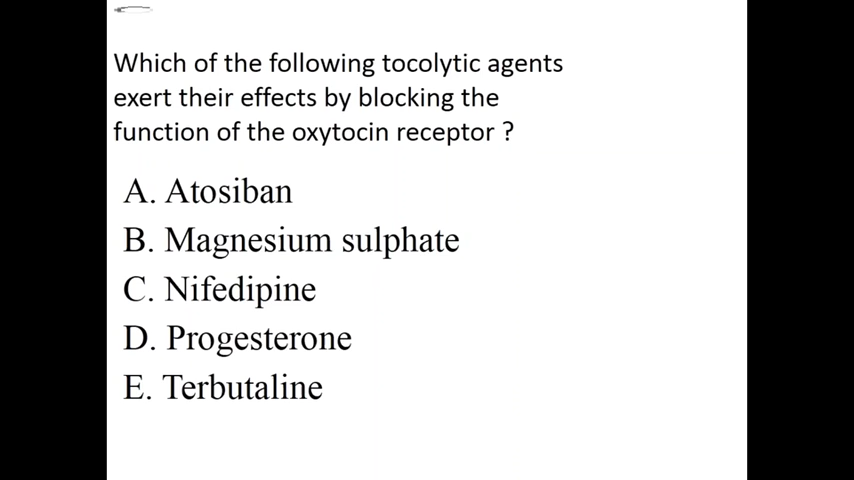 Which of the following tocolytic agents
exert their effects by blocking the
function of the oxytocin receptor ?
A. Atosiban
B. Magnesium sulphate
C. Nifedipine
D. Progesterone
E. Terbutaline